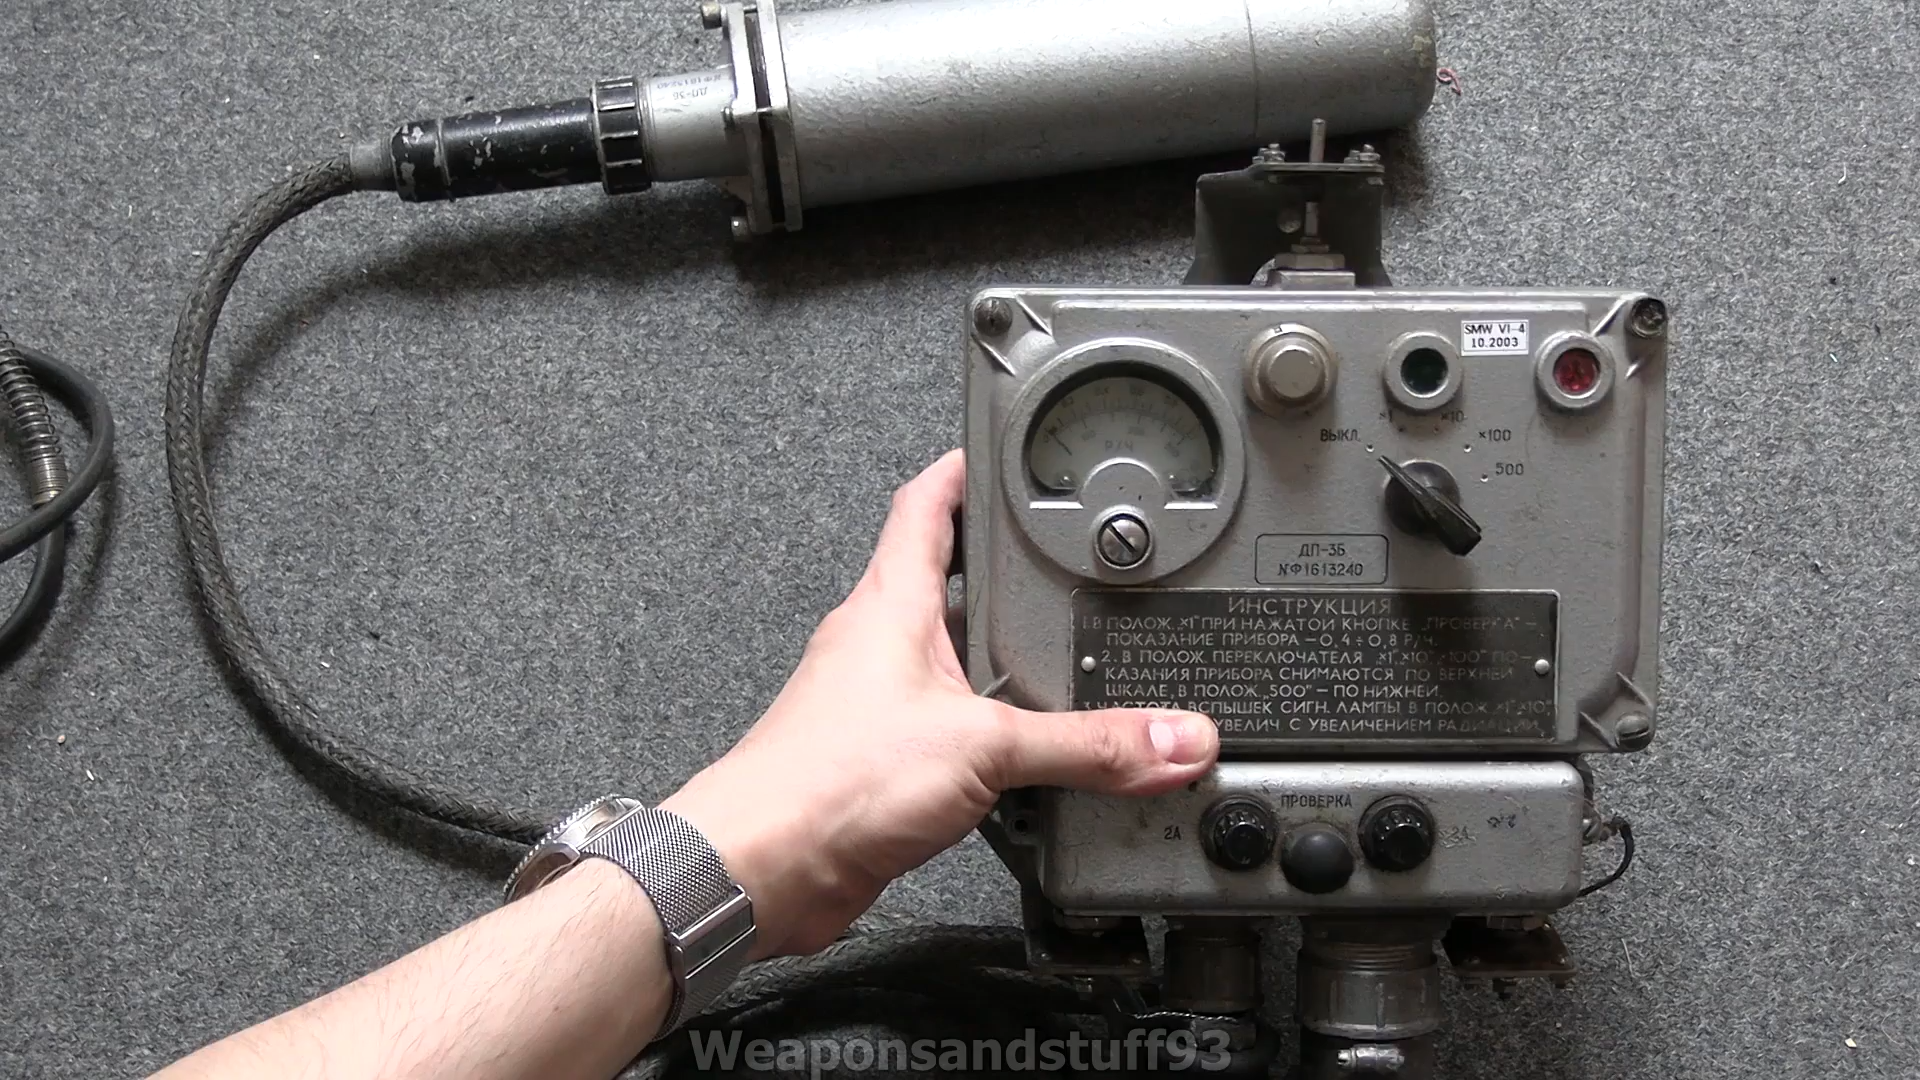 ДП-3Б
№Ф1613240
SMW VI-4
10.2003
×1 ×10
ВЫКЛ. ×100
500
Р/Ч
ДП-3Б
№Ф1613240
ИНСТРУКЦИЯ
1. В ПОЛОЖ. „×1" ПРИ НАЖАТОЙ КНОПКЕ „ПРОВЕРКА" –
ПОКАЗАНИЕ ПРИБОРА – 0,4÷0,8 Р/Ч.
2. В ПОЛОЖ. ПЕРЕКЛЮЧАТЕЛЯ „×1", „×10", „×100" ПО–
КАЗАНИЯ ПРИБОРА СНИМАЮТСЯ ПО ВЕРХНЕЙ
ШКАЛЕ, В ПОЛОЖ. „500" – ПО НИЖНЕЙ.
3. ЧАСТОТА ВСПЫШЕК СИГН. ЛАМПЫ В ПОЛОЖ. „×1", „×10",
УВЕЛИЧ С УВЕЛИЧЕНИЕМ РАДИАЦИИ.
ПРОВЕРКА
2А 2А
Weaponsandstuff93